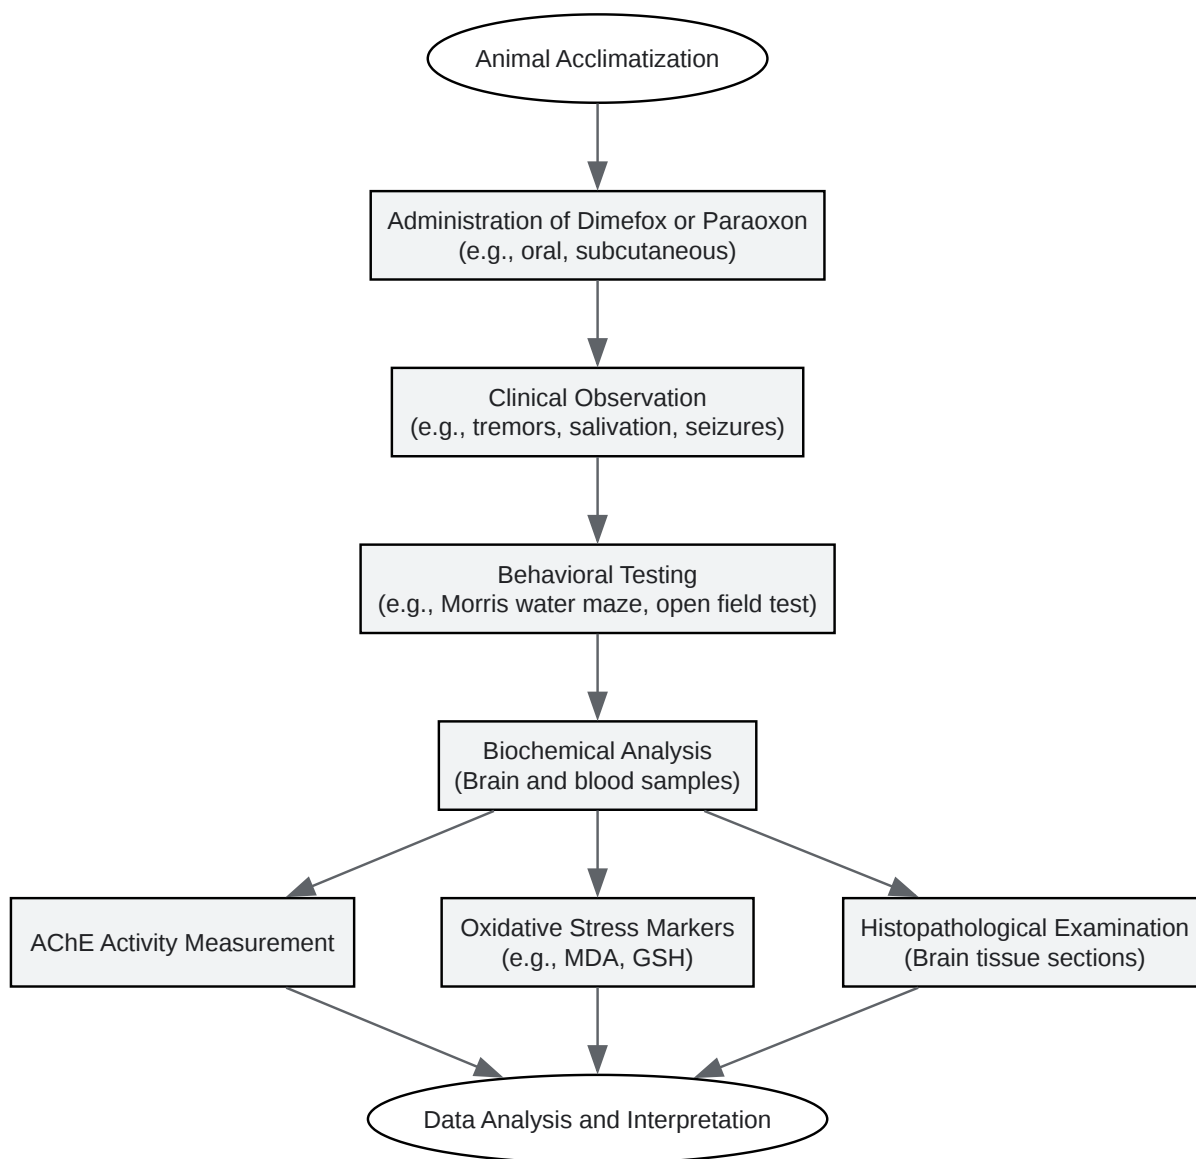 Animal Acclimatization
Administration of Dimefox or Paraoxon
(e.g., oral, subcutaneous)
Clinical Observation
(e.g., tremors, salivation, seizures)
Behavioral Testing
(e.g., Morris water maze, open field test)
Biochemical Analysis
(Brain and blood samples)
AChE Activity Measurement
Oxidative Stress Markers
(e.g., MDA, GSH)
Histopathological Examination
(Brain tissue sections)
Data Analysis and Interpretation